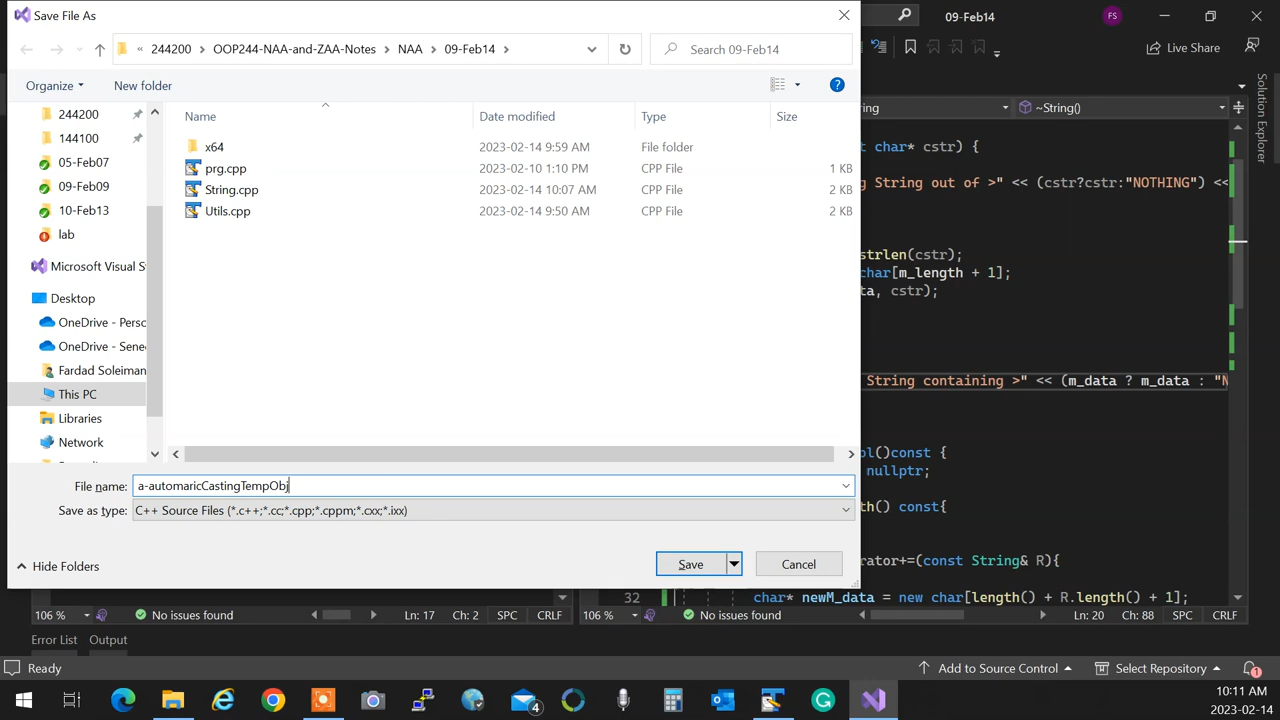 Save File As
09-Feb14
FS
244200
OOP244-NAA-and-ZAA-Notes
NAA
09-Feb14
Search 09-Feb14
Live Share
Organize
New folder
Solution Explorer
Name
Date modified
Type
Size
244200
144100
05-Feb07
09-Feb09
10-Feb13
lab
Microsoft Visual S
Desktop
OneDrive - Perso
OneDrive - Sene
Fardad Soleiman
This PC
Libraries
Network
x64 2023-02-14 9:59 AM File folder
prg.cpp 2023-02-10 1:10 PM CPP File 1 KB
String.cpp 2023-02-14 10:07 AM CPP File 2 KB
Utils.cpp 2023-02-14 9:50 AM CPP File 2 KB
ing
~String()
t char* cstr) {
g String out of >" << (cstr?cstr:"NOTHING") <<
strlen(cstr);
char[m_length + 1];
ta, cstr);
String containing >" << (m_data ? m_data : "N
ol()const {
nullptr;
h() const{
rator+=(const String& R){
32 char* newM_data = new char[length() + R.length() + 1];
File name: a-automaricCastingTempObj
Save as type: C++ Source Files (*.c++;*.cc;*.cpp;*.cppm;*.cxx;*.ixx)
Hide Folders
Save
Cancel
106 % No issues found Ln: 17 Ch: 2 SPC CRLF
106 % No issues found Ln: 20 Ch: 88 SPC CRLF
Error List Output
Ready
Add to Source Control
Select Repository
1
4
10:11 AM
2023-02-14